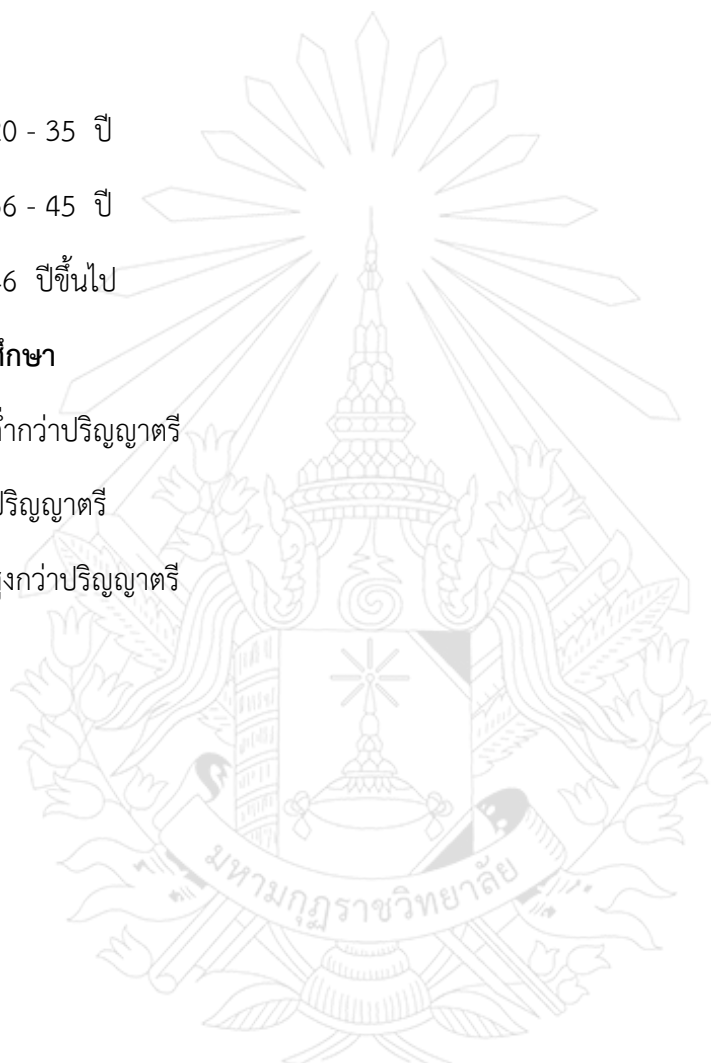 0 - 35 ปี
6 - 45 ปี
6 ปีขึ้นไป
ศึกษา
ต่ำกว่าปริญญาตรี
ปริญญาตรี
สูงกว่าปริญญาตรี
มหามกุฏราชวิทยาลัย